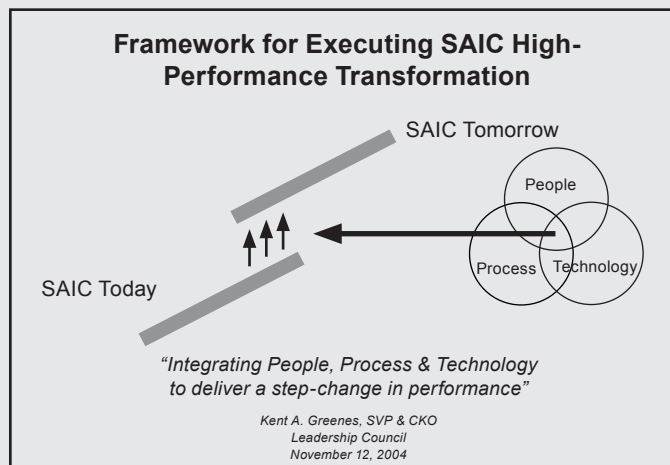 Framework for Executing SAIC High-
Performance Transformation
SAIC Tomorrow
People
Process
Technology
SAIC Today
“Integrating People, Process & Technology
to deliver a step-change in performance”
Kent A. Greenes, SVP & CKO
Leadership Council
November 12, 2004